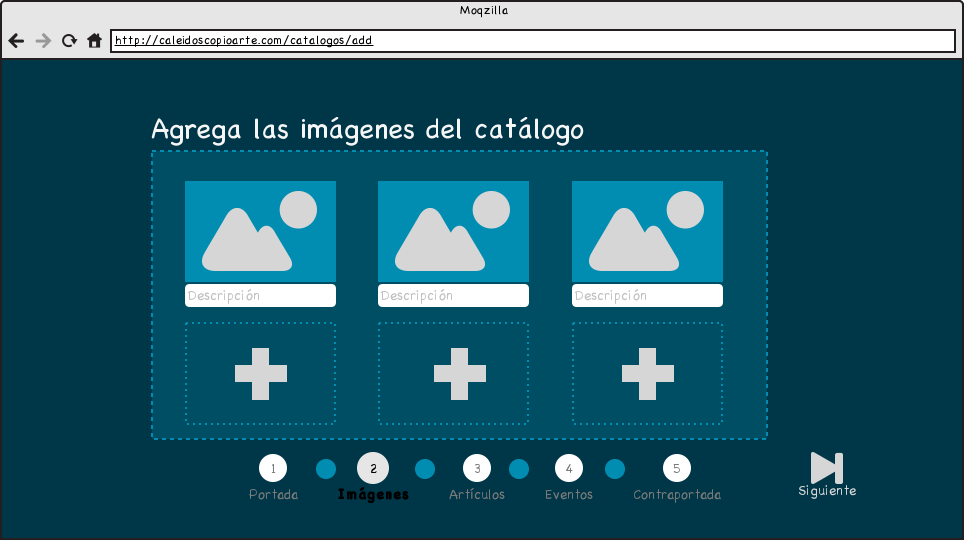 Moqzilla
http://caleidoscopioarte.com/catalogos/add
Agrega las imágenes del catálogo
Descripción Descripción Descripción
1 2 3 4 5
Portada Imágenes Artículos Eventos Contraportada
Siguiente